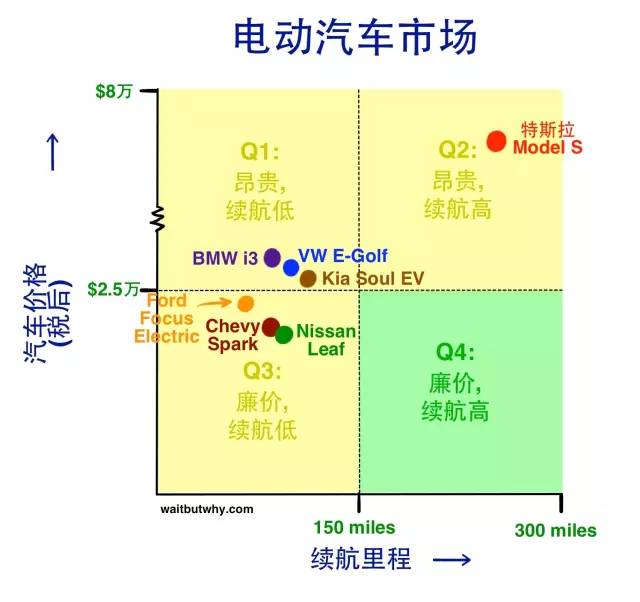 电动汽车市场
$8万
特斯拉
Model S
Q1:
昂贵,
续航低
Q2:
昂贵,
续航高
BMW i3
VW E-Golf
Kia Soul EV
$2.5万
汽车价格
(税后)
Ford
Focus
Electric
Chevy
Spark
Nissan
Leaf
Q3:
廉价,
续航低
Q4:
廉价,
续航高
waitbutwhy.com
150 miles
300 miles
续航里程